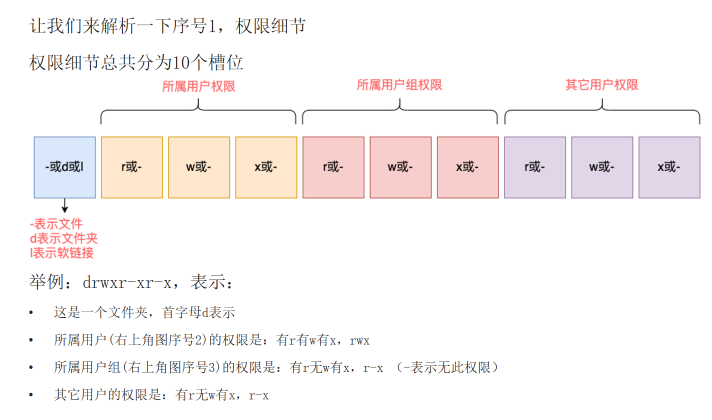 让我们来解析一下序号1，权限细节
权限细节总共分为10个槽位
所属用户权限 所属用户组权限 其它用户权限
-或d或l r或- w或- x或- r或- w或- x或- r或- w或- x或-
-表示文件
d表示文件夹
l表示软链接
举例：drwxr-xr-x，表示：
• 这是一个文件夹，首字母d表示
• 所属用户(右上角图序号2)的权限是：有r有w有x，rwx
• 所属用户组(右上角图序号3)的权限是：有r无w有x，r-x （-表示无此权限）
• 其它用户的权限是：有r无w有x，r-x